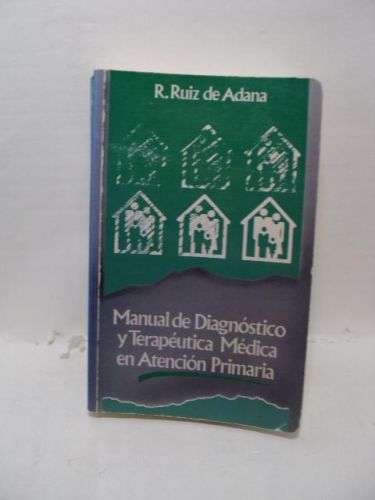 R. Ruiz de Adana
Manual de Diagnóstico
y Terapéutica Médica
en Atención Primaria